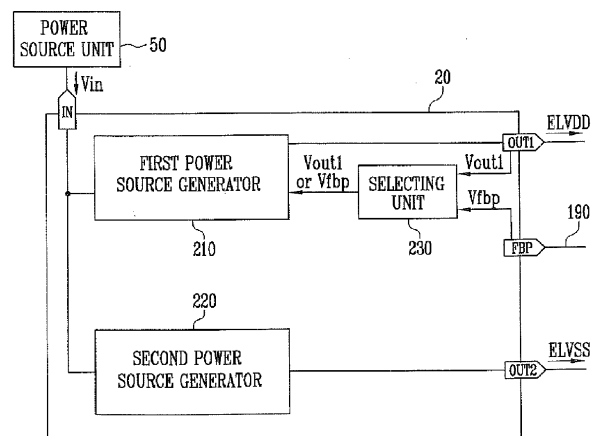 POWER
SOURCE UNIT
50
Vin
IN
20
ELVDD
OUT1
FIRST POWER
SOURCE GENERATOR
210
Vout1
or Vfbp
SELECTING
UNIT
230
Vout1
Vfbp
190
FBP
220
SECOND POWER
SOURCE GENERATOR
ELVSS
OUT2